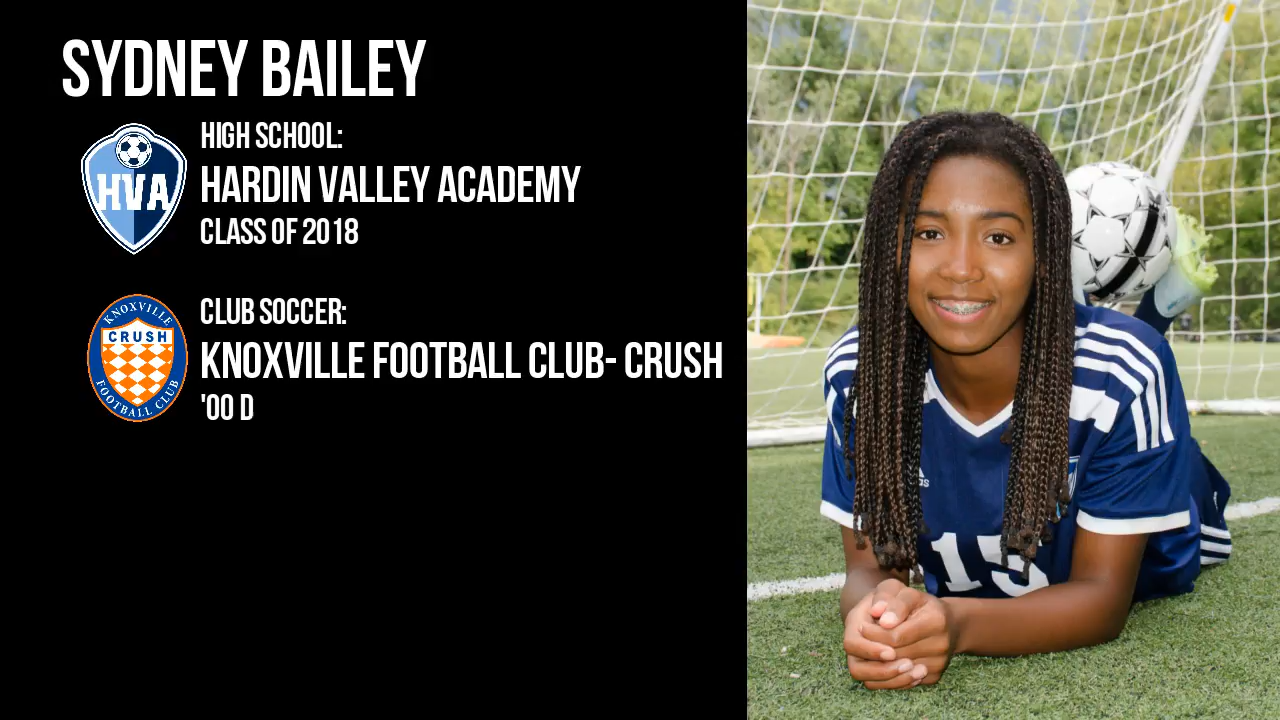 SYDNEY BAILEY
HVA
HIGH SCHOOL:
HARDIN VALLEY ACADEMY
CLASS OF 2018
KNOXVILLE
CRUSH
FOOTBALL CLUB
CLUB SOCCER:
KNOXVILLE FOOTBALL CLUB- CRUSH
'00 D
15